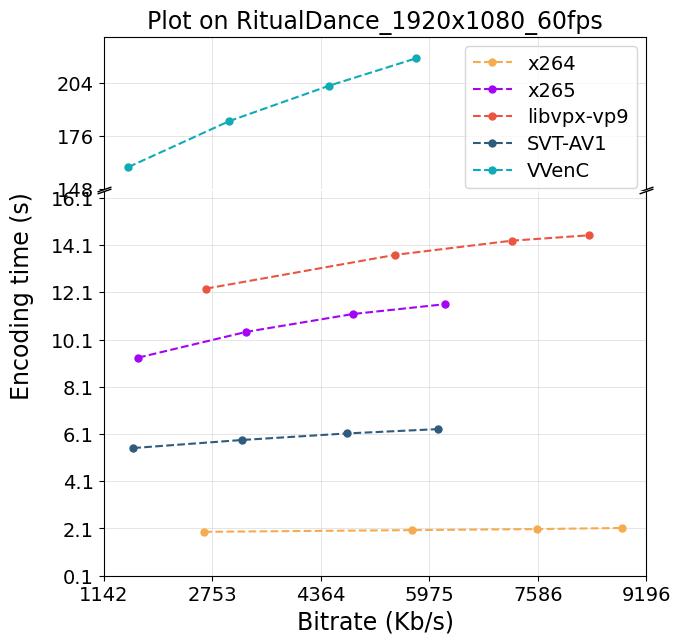 Plot on RitualDance_1920x1080_60fps
204
176
148
16.1
14.1
12.1
10.1
8.1
6.1
4.1
2.1
0.1
Encoding time (s)
x264
x265
libvpx-vp9
SVT-AV1
VVenC
1142 2753 4364 5975 7586 9196
Bitrate (Kb/s)